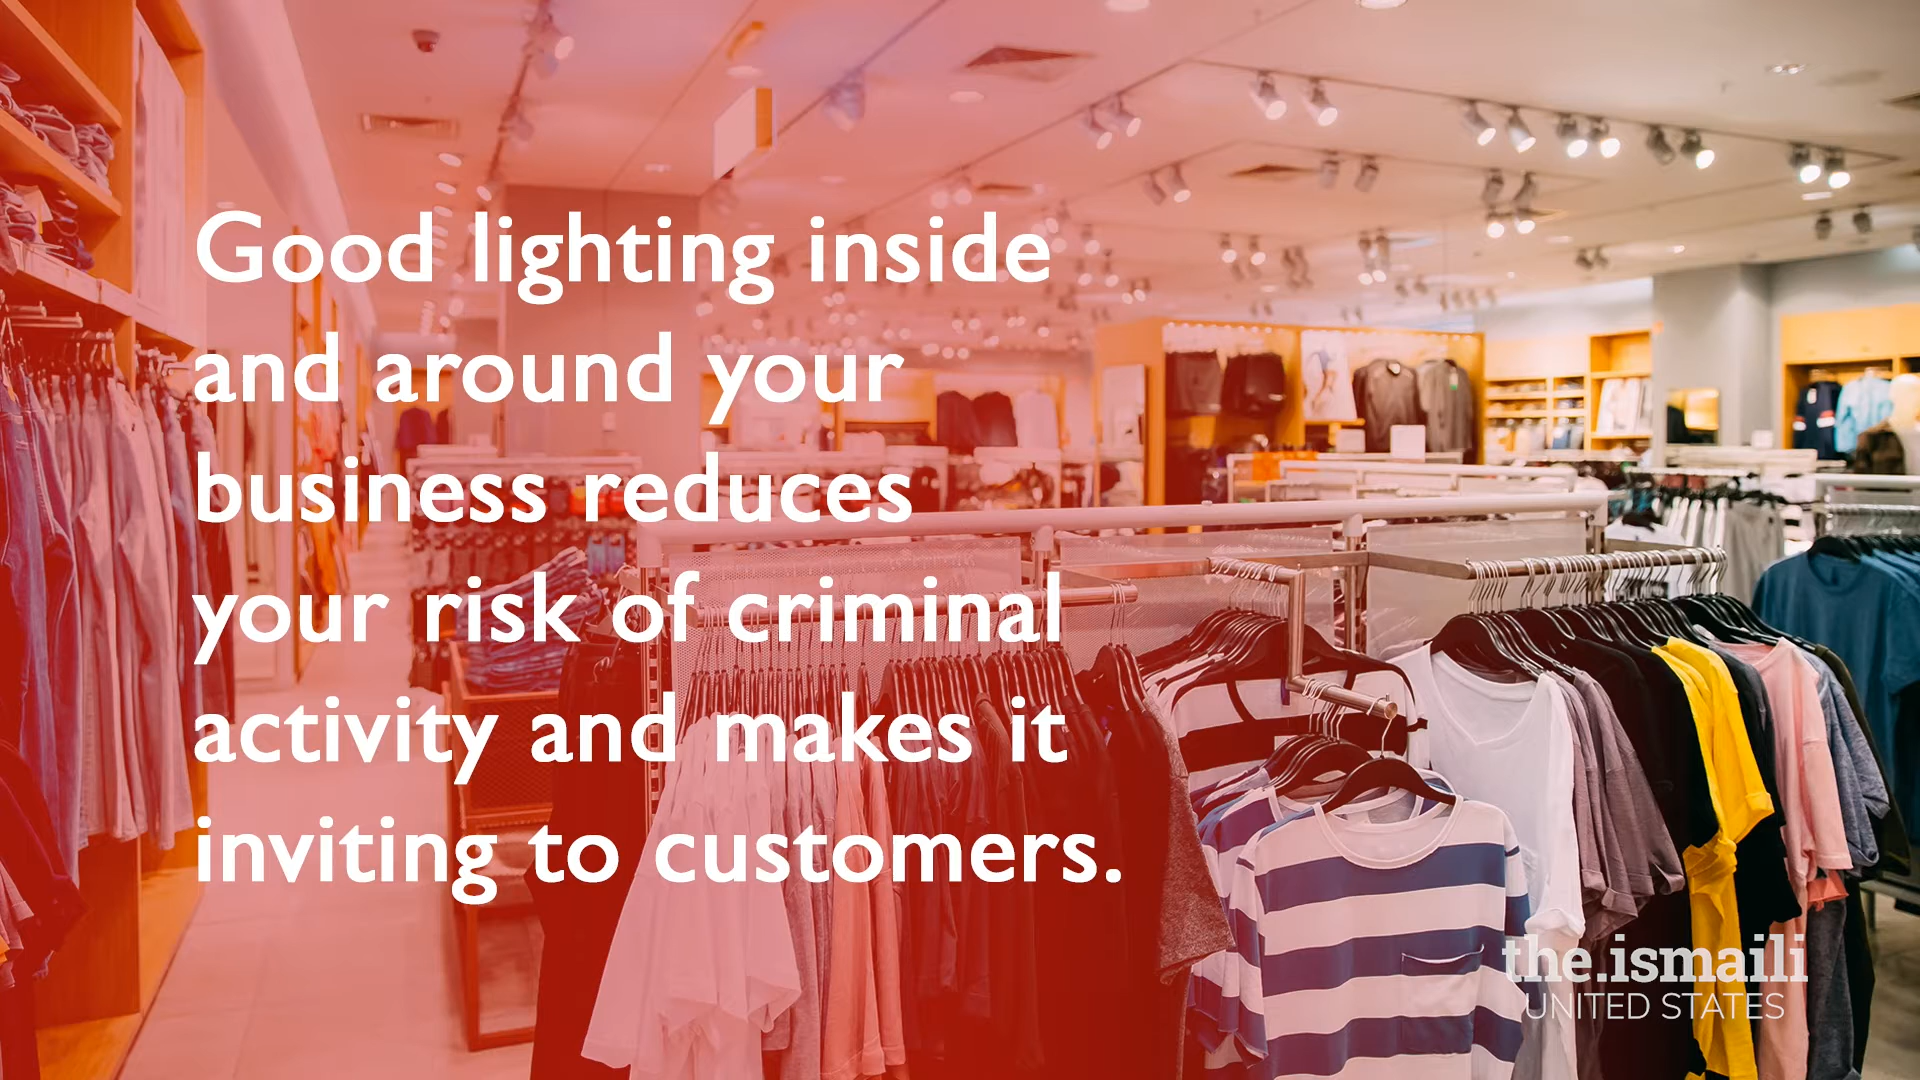 Good lighting inside
and around your
business reduces
your risk of criminal
activity and makes it
inviting to customers.
the.ismaili
UNITED STATES